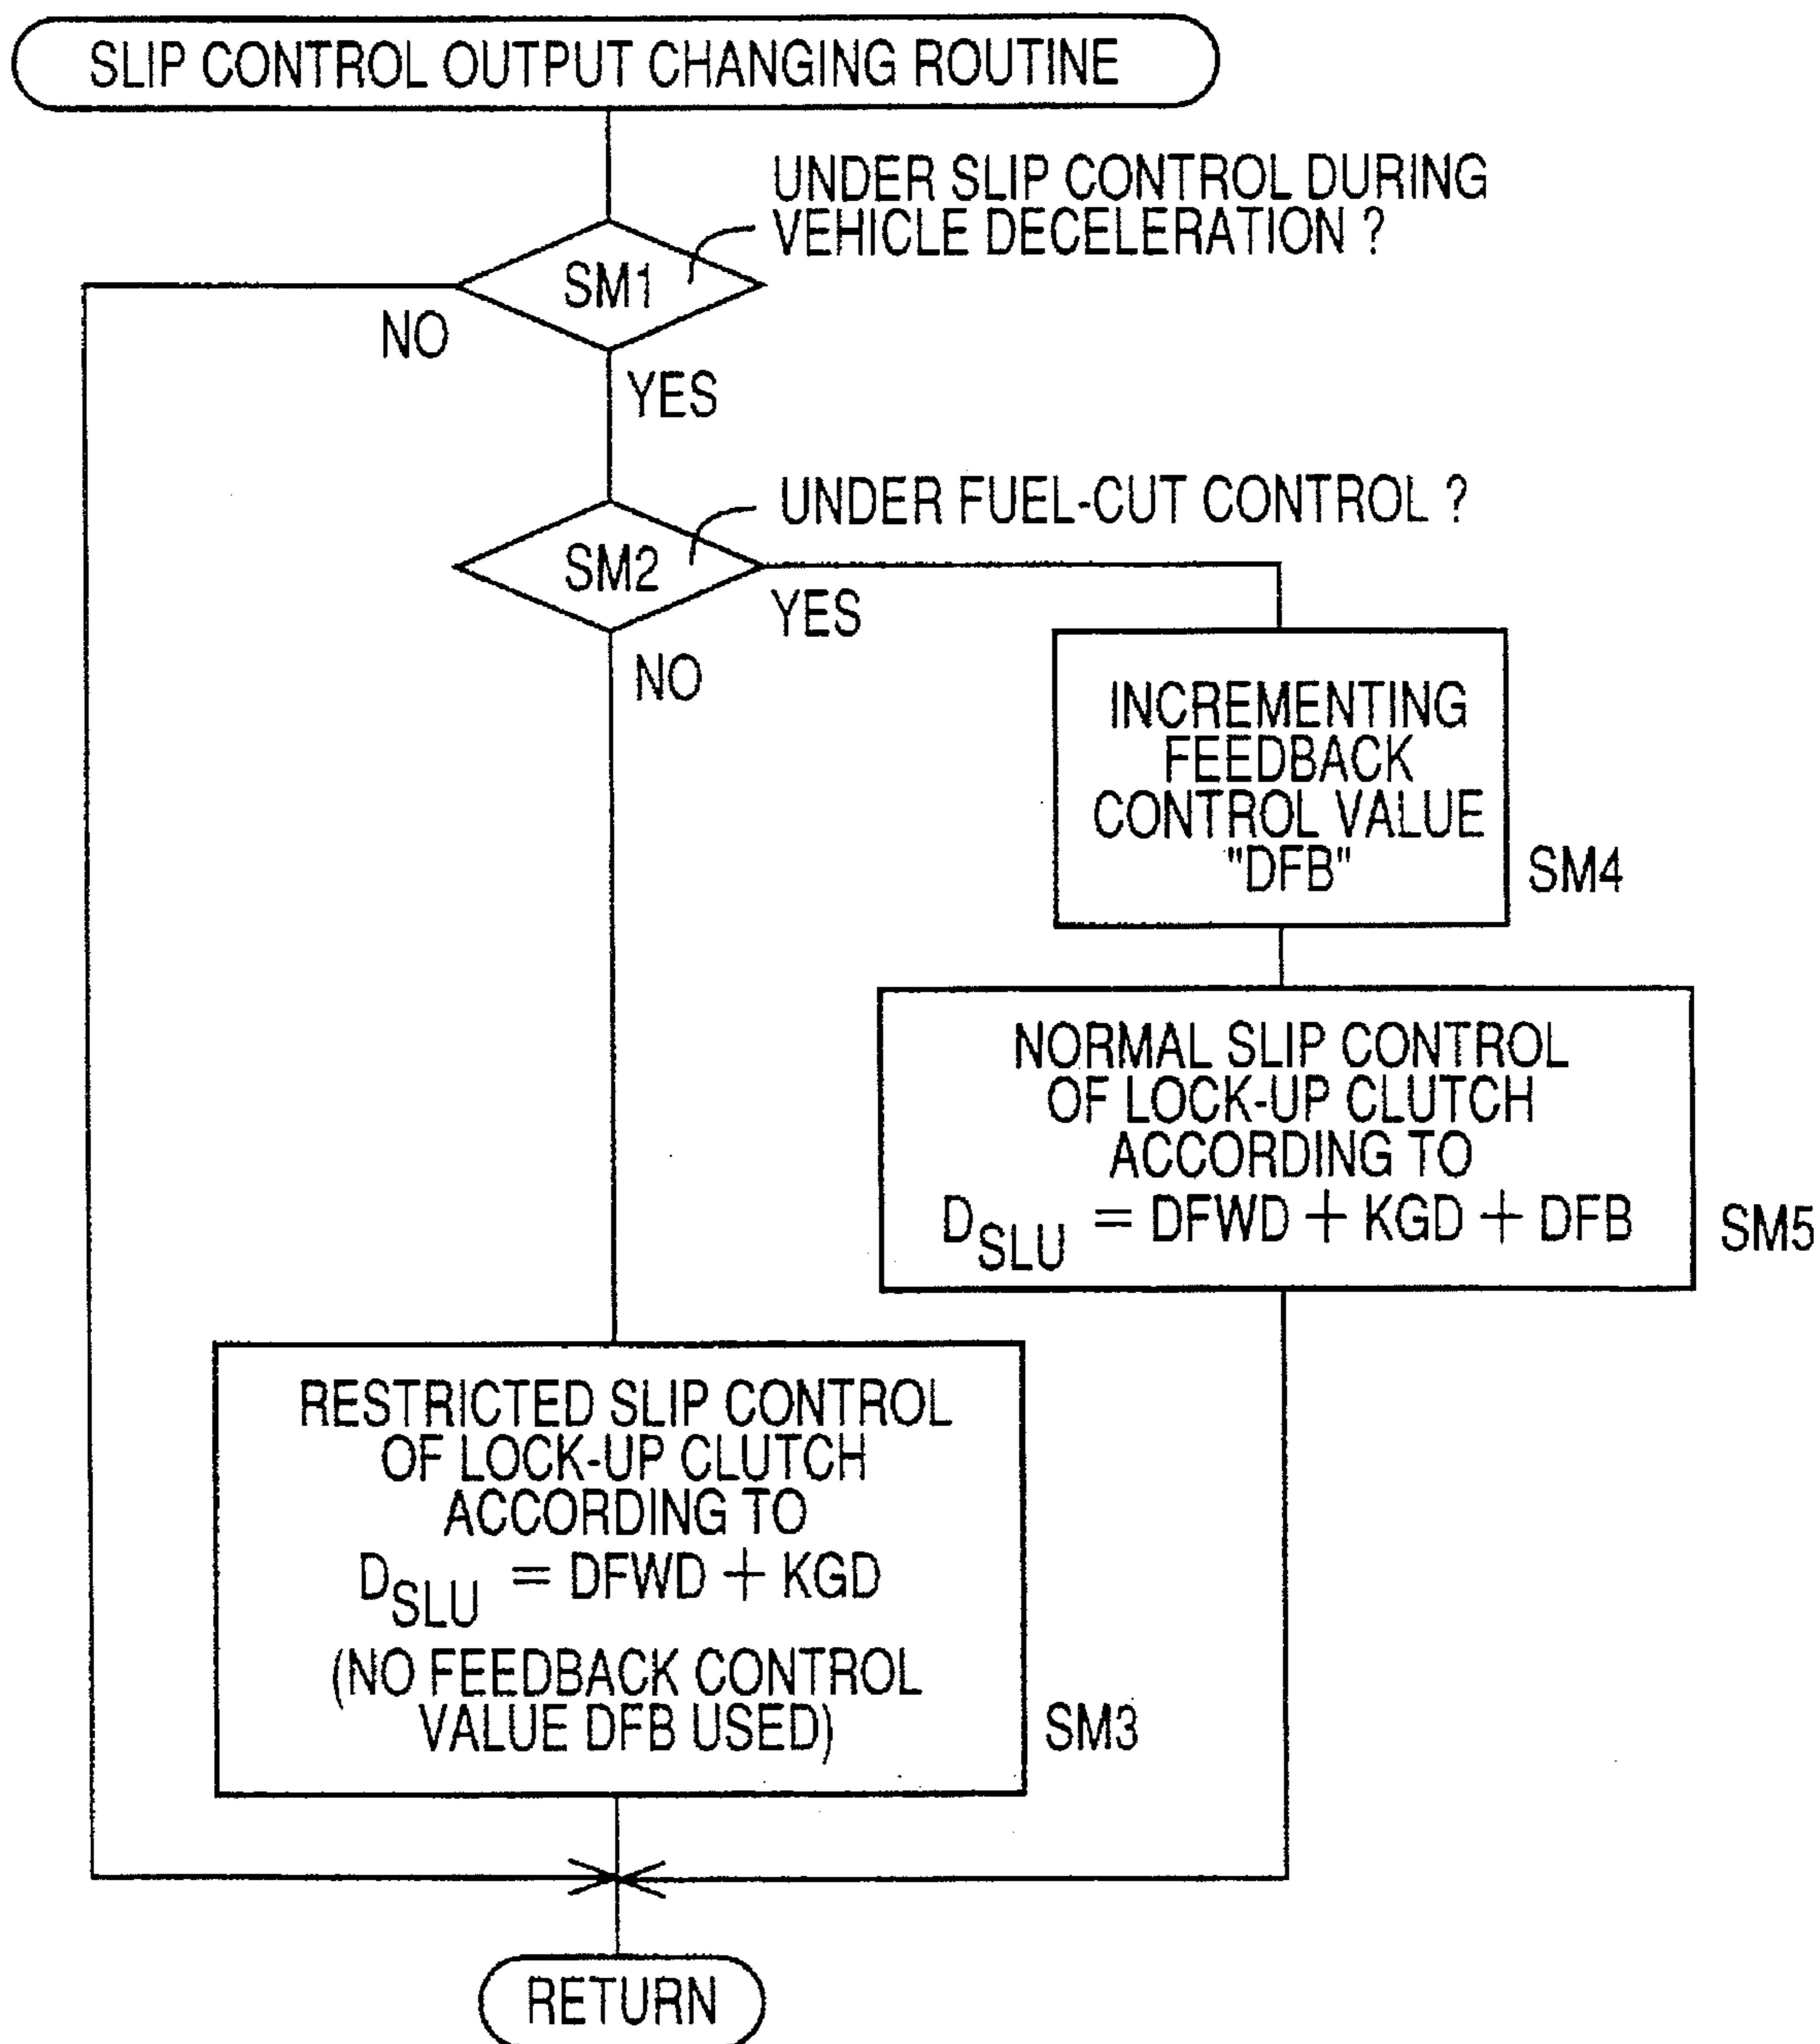 SLIP CONTROL OUTPUT CHANGING ROUTINE
UNDER SLIP CONTROL DURING
VEHICLE DECELERATION ?
SM1
NO
YES
UNDER FUEL-CUT CONTROL ?
SM2
YES
NO
INCREMENTING
FEEDBACK
CONTROL VALUE
"DFB"
SM4
NORMAL SLIP CONTROL
OF LOCK-UP CLUTCH
ACCORDING TO
D_SLU = DFWD + KGD + DFB
SM5
RESTRICTED SLIP CONTROL
OF LOCK-UP CLUTCH
ACCORDING TO
D_SLU = DFWD + KGD
(NO FEEDBACK CONTROL
VALUE DFB USED)
SM3
RETURN